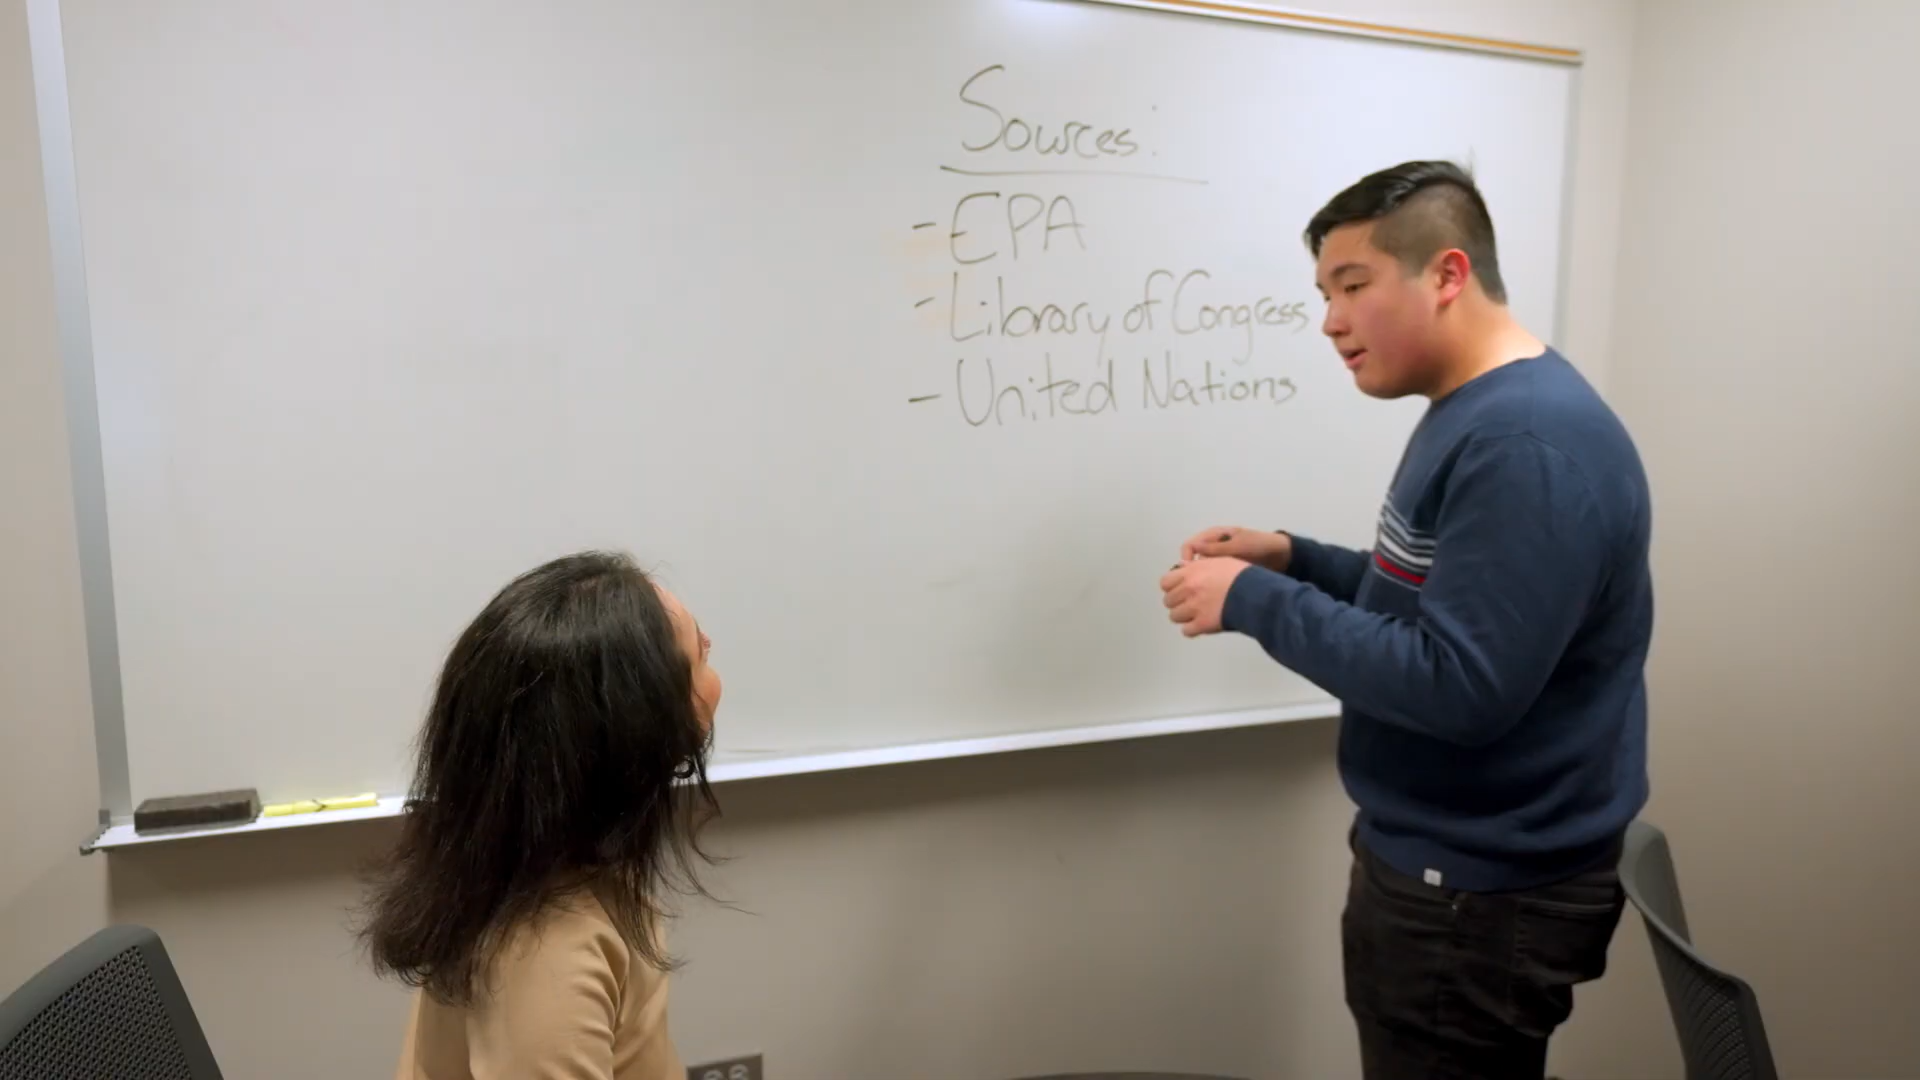 Sources:
- EPA
- Library of Congress
- United Nations